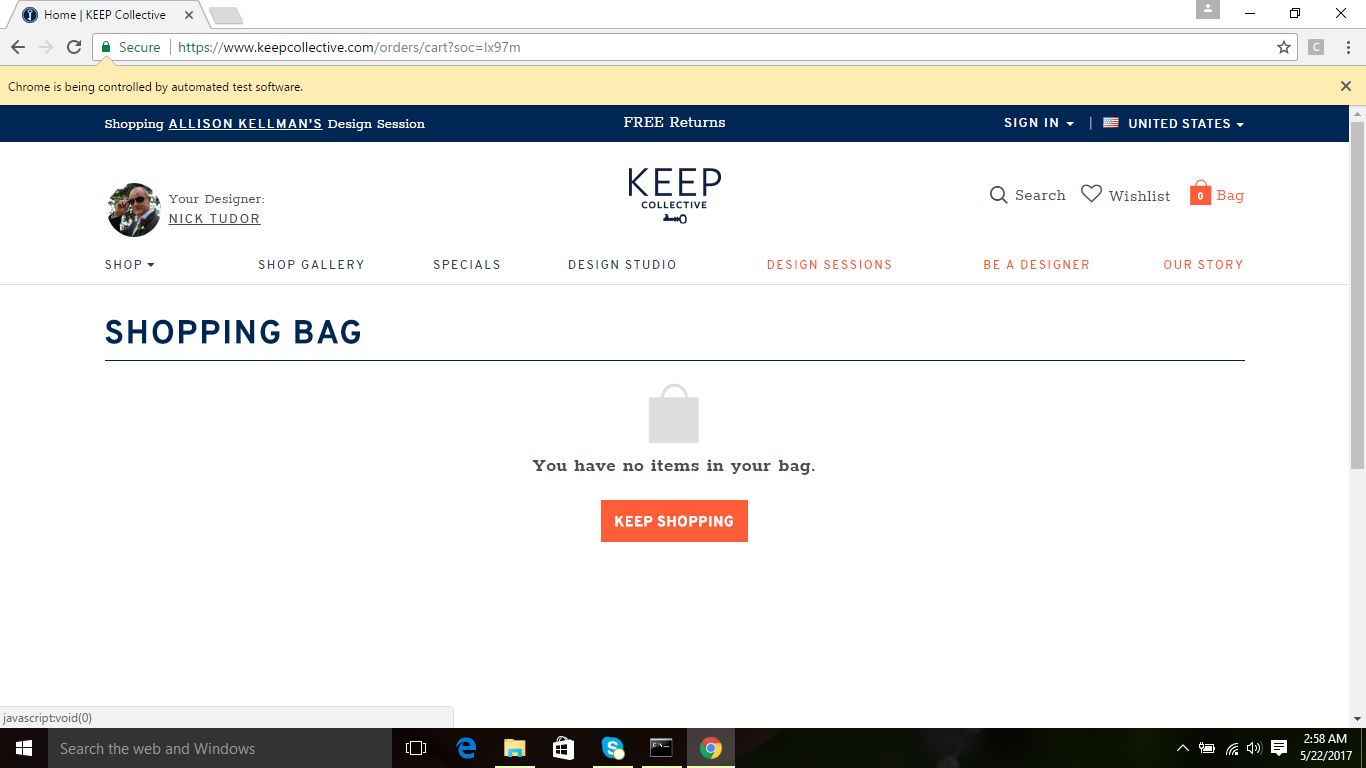 Home | KEEP Collective
Secure
https://www.keepcollective.com/orders/cart?soc=lx97m
C
Chrome is being controlled by automated test software.
Shopping ALLISON KELLMAN'S Design Session
FREE Returns
SIGN IN
|
UNITED STATES
Your Designer:
NICK TUDOR
KEEP
COLLECTIVE
Search
Wishlist
0
Bag
SHOP
SHOP GALLERY
SPECIALS
DESIGN STUDIO
DESIGN SESSIONS
BE A DESIGNER
OUR STORY
SHOPPING BAG
You have no items in your bag.
KEEP SHOPPING
javascript:void(0)
Search the web and Windows
2:58 AM
5/22/2017